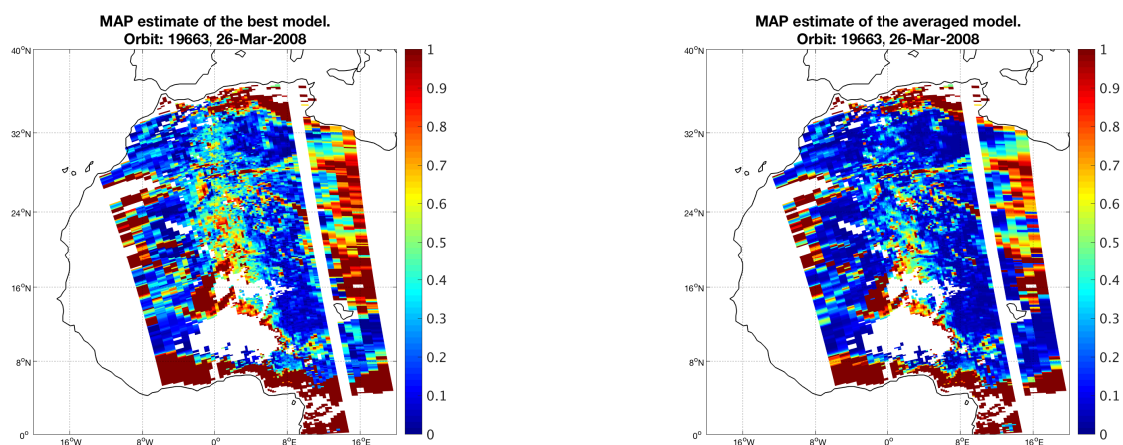 MAP estimate of the best model.
Orbit: 19663, 26-Mar-2008
40°N
32°N
24°N
16°N
8°N
0°
16°W
8°W
0°
8°E
16°E
1
0.9
0.8
0.7
0.6
0.5
0.4
0.3
0.2
0.1
0
MAP estimate of the averaged model.
Orbit: 19663, 26-Mar-2008
40°N
32°N
24°N
16°N
8°N
0°
16°W
8°W
0°
8°E
16°E
1
0.9
0.8
0.7
0.6
0.5
0.4
0.3
0.2
0.1
0